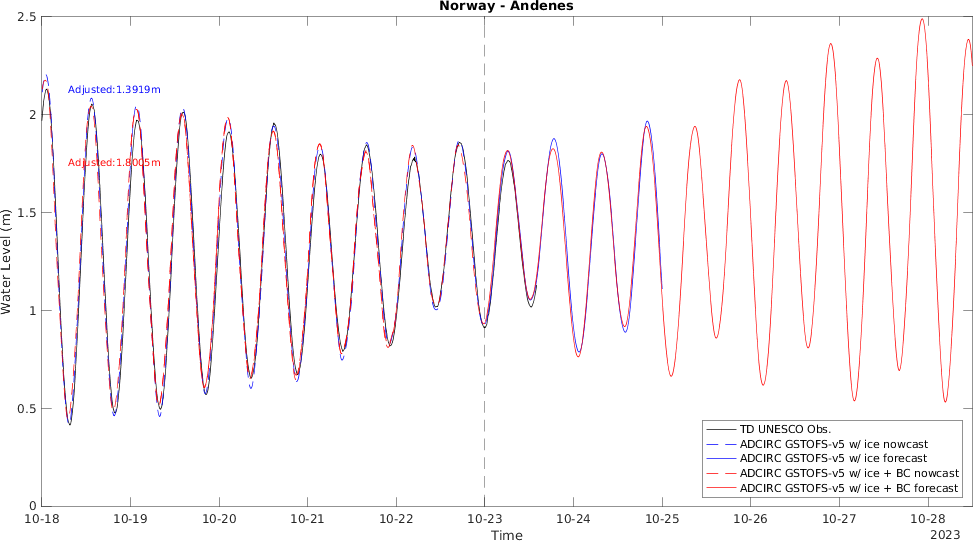 Norway - Andenes
2.5
Adjusted:1.3919m
2
Adjusted:1.8005m
1.5
Water Level (m)
1
0.5
0
TD UNESCO Obs.
ADCIRC GSTOFS-v5 w/ ice nowcast
ADCIRC GSTOFS-v5 w/ ice forecast
ADCIRC GSTOFS-v5 w/ ice + BC nowcast
ADCIRC GSTOFS-v5 w/ ice + BC forecast
10-18 10-19 10-20 10-21 10-22 10-23 10-24 10-25 10-26 10-27 10-28
Time
2023